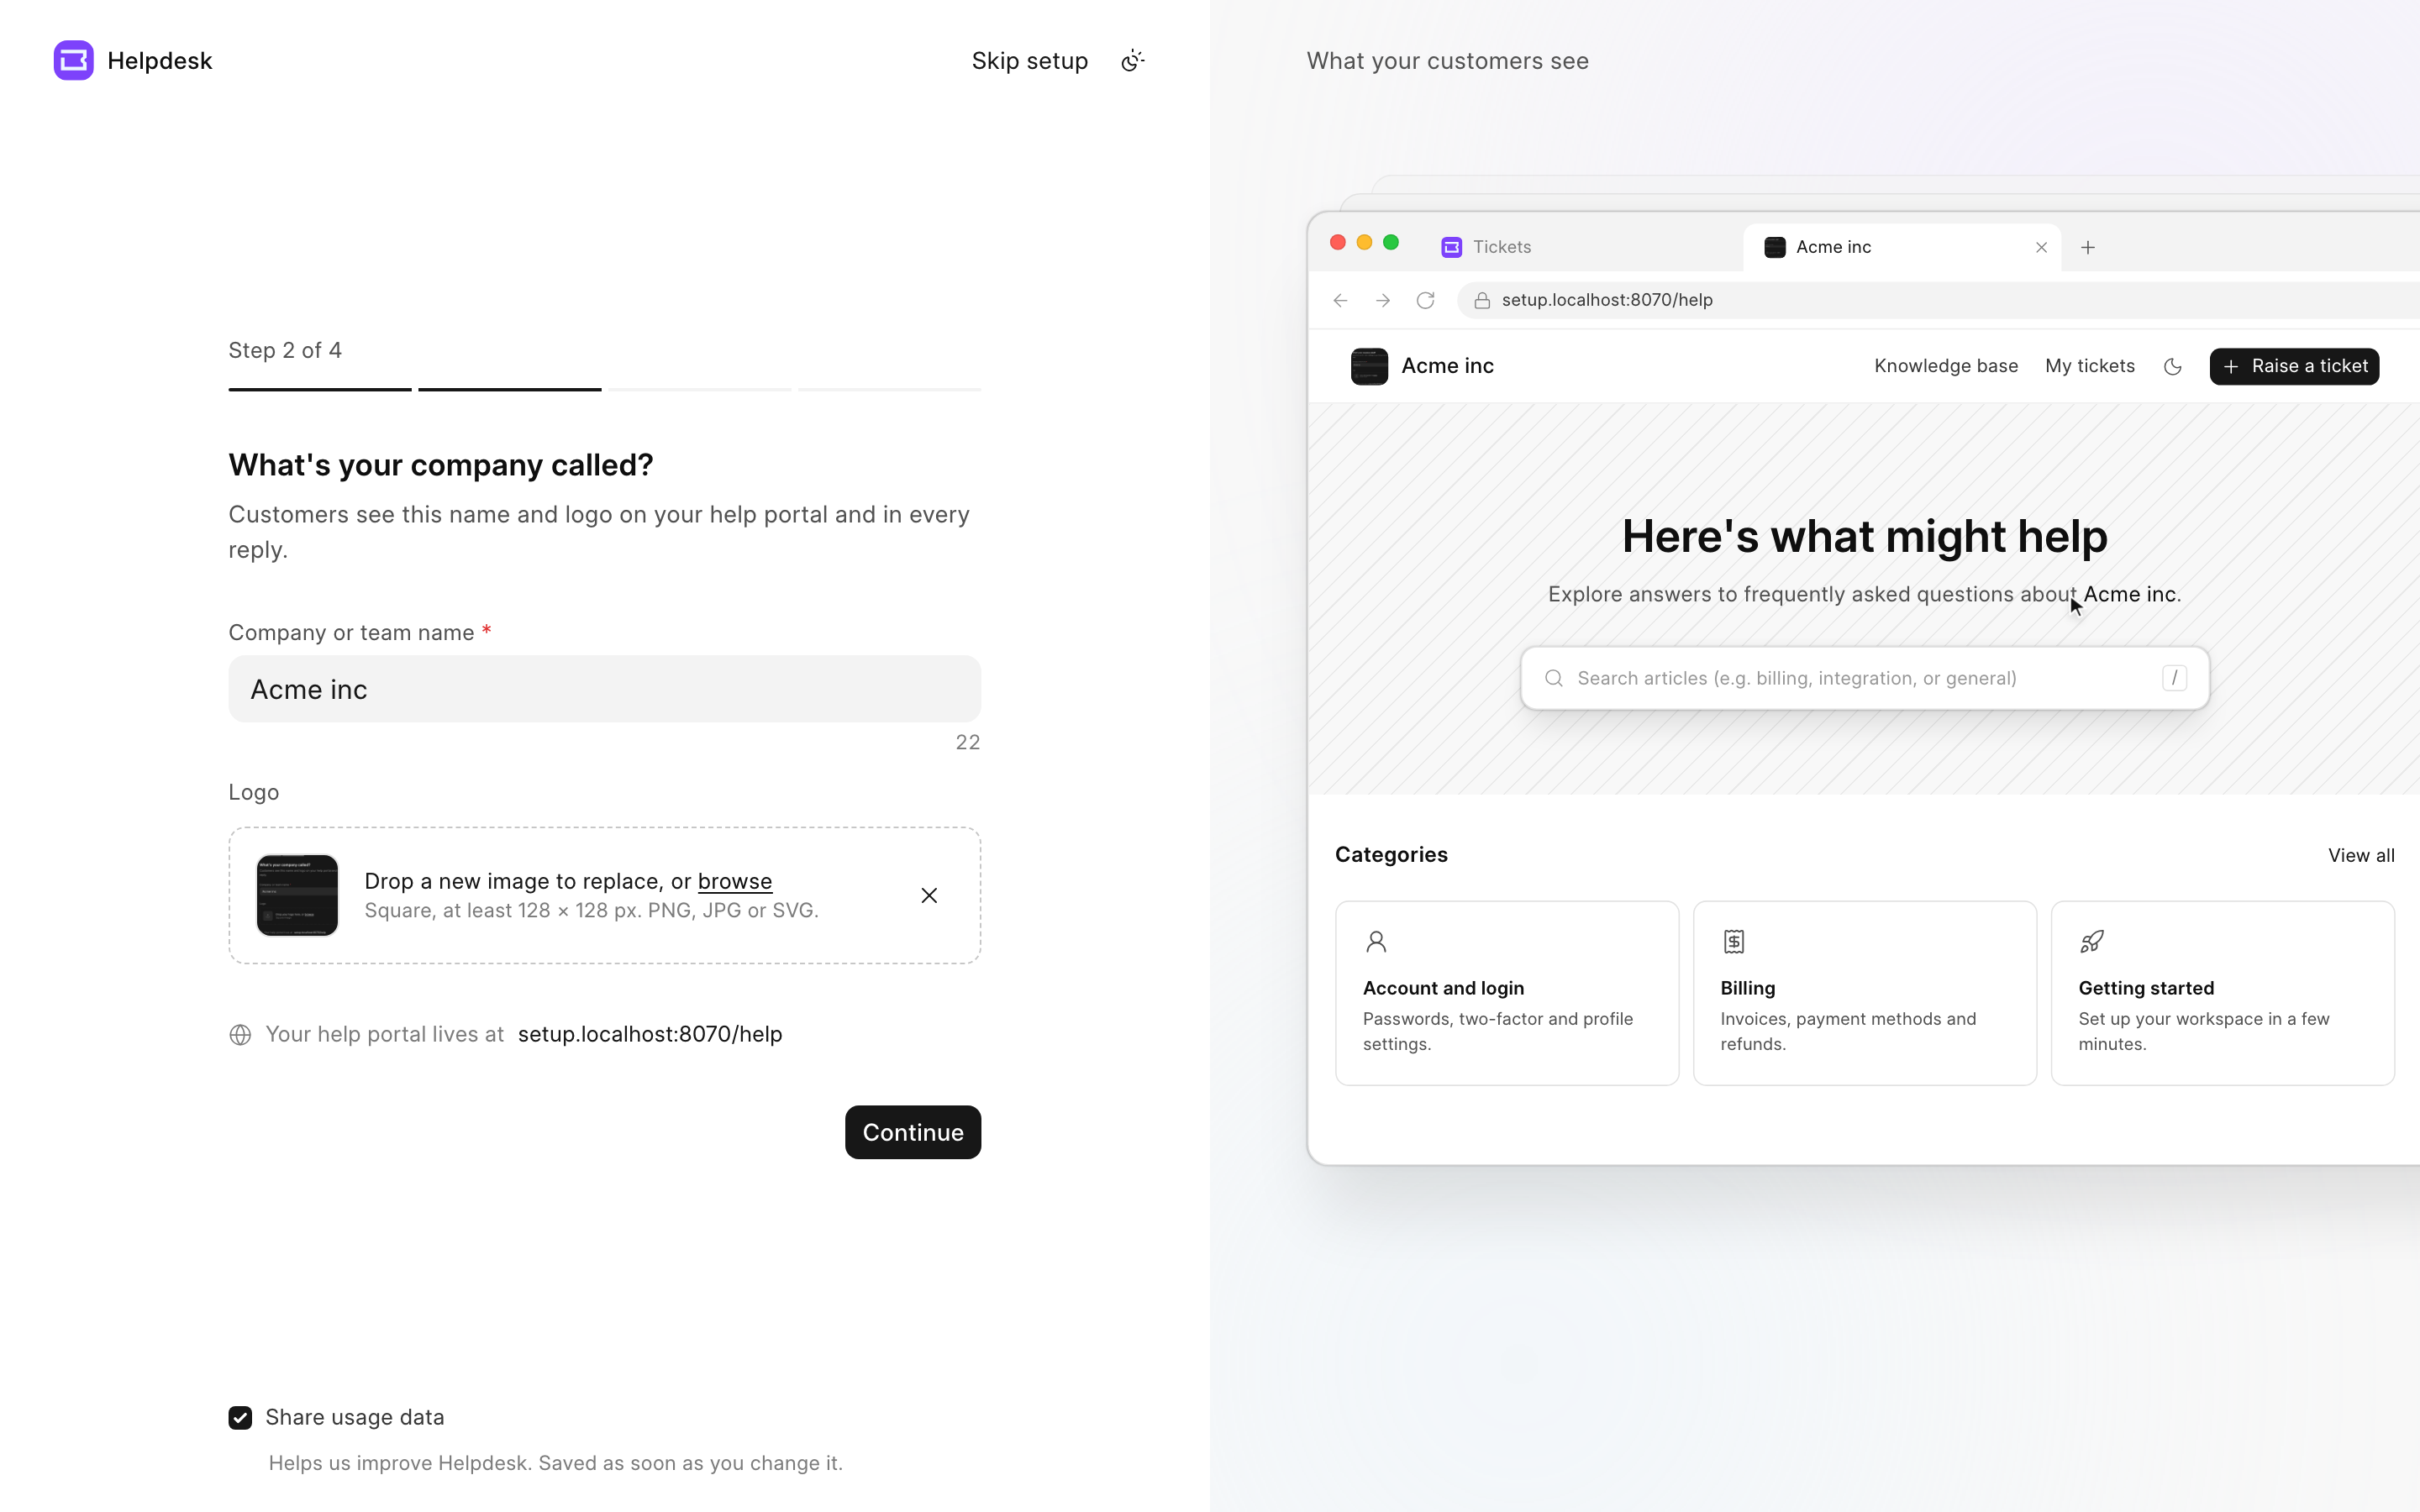 Helpdesk
Skip setup
Step 2 of 4
What's your company called?
Customers see this name and logo on your help portal and in every
reply.
Company or team name *
Acme inc
22
Logo
Drop a new image to replace, or browse
Square, at least 128 × 128 px. PNG, JPG or SVG.
Your help portal lives at setup.localhost:8070/help
Continue
Share usage data
Helps us improve Helpdesk. Saved as soon as you change it.
What your customers see
Tickets
Acme inc
setup.localhost:8070/help
Acme inc
Knowledge base
My tickets
Raise a ticket
Here's what might help
Explore answers to frequently asked questions about Acme inc.
Search articles (e.g. billing, integration, or general)
/
Categories
View all
Account and login
Passwords, two-factor and profile
settings.
Billing
Invoices, payment methods and
refunds.
Getting started
Set up your workspace in a few
minutes.